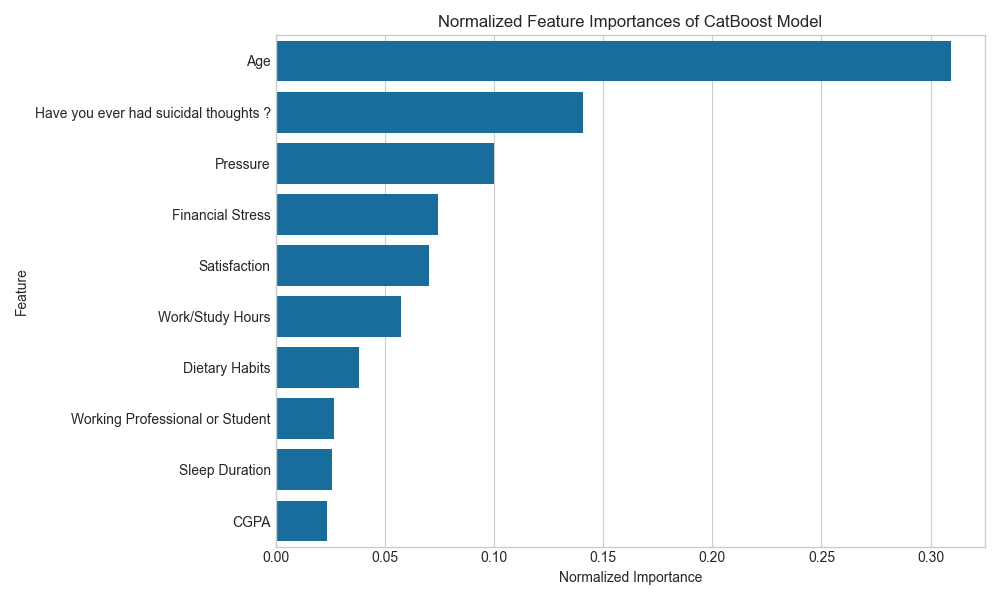 Normalized Feature Importances of CatBoost Model
Age
Have you ever had suicidal thoughts ?
Pressure
Financial Stress
Satisfaction
Work/Study Hours
Dietary Habits
Working Professional or Student
Sleep Duration
CGPA
Feature
0.00 0.05 0.10 0.15 0.20 0.25 0.30
Normalized Importance